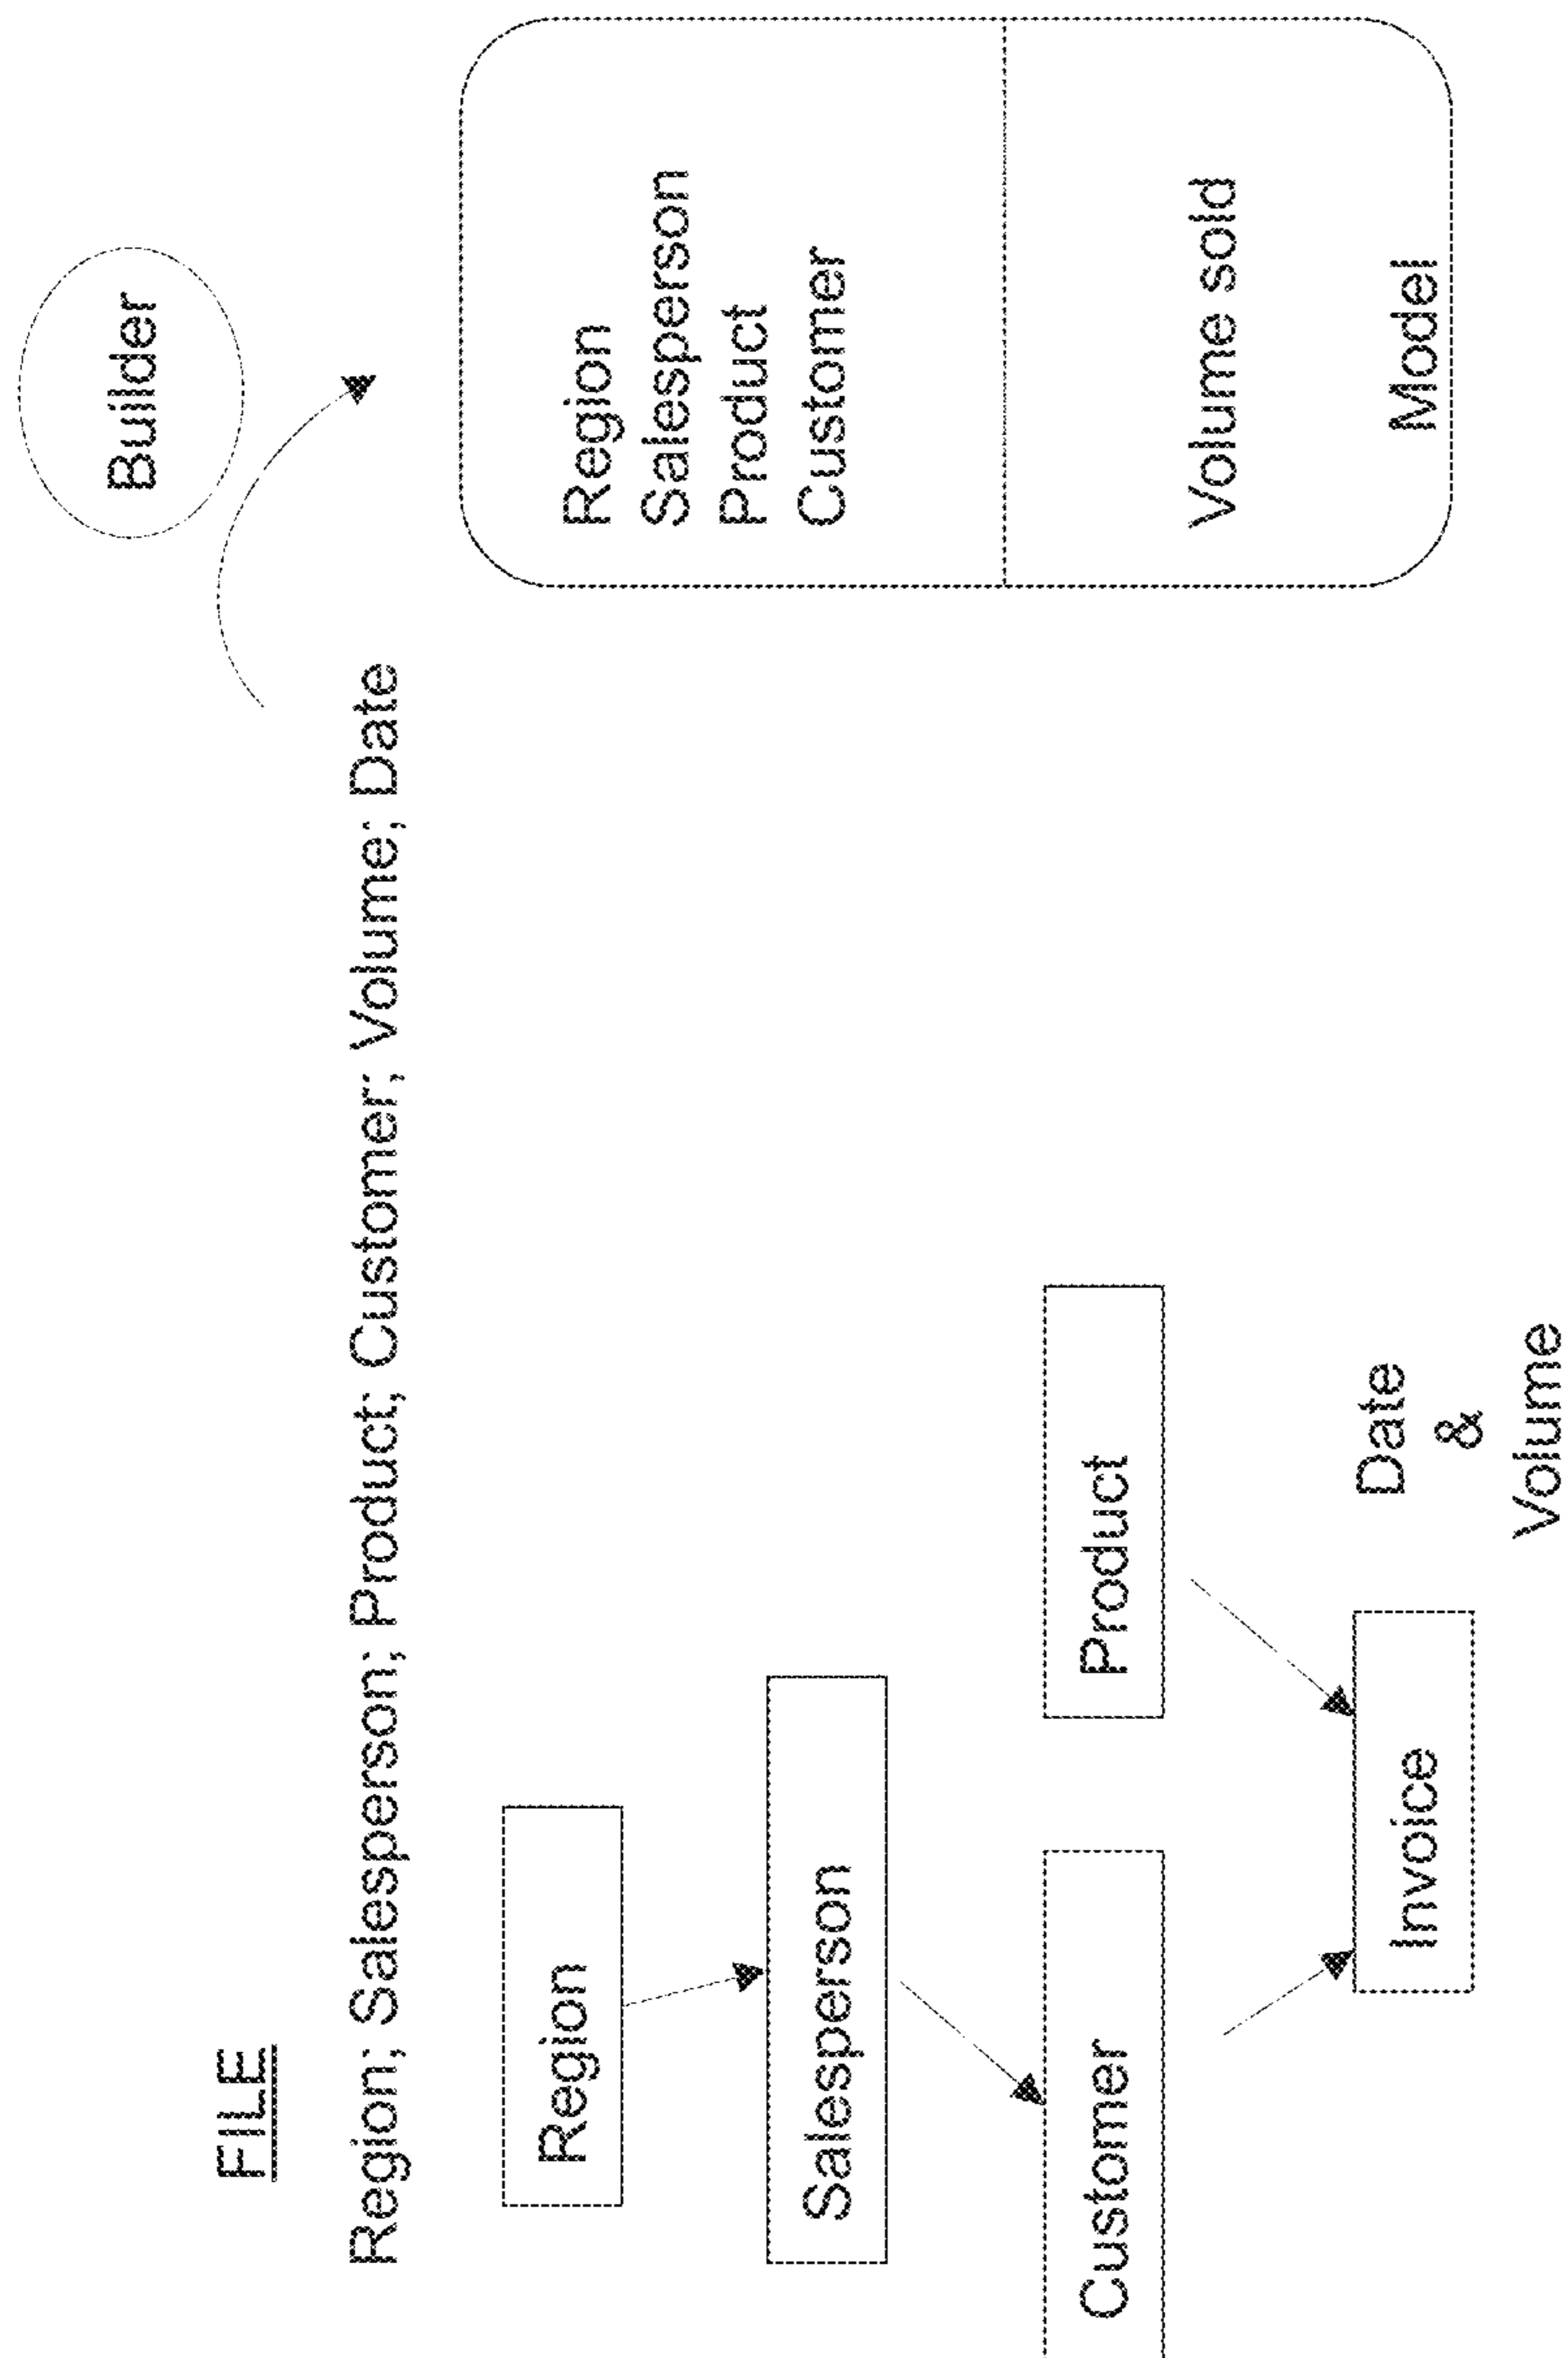 FILE
Builder
Region; Salesperson; Product; Customer; Volume; Date
Region
Salesperson
Customer
Product
Invoice
Date
&
Volume
Region
Salesperson
Product
Customer
Volume sold
Model